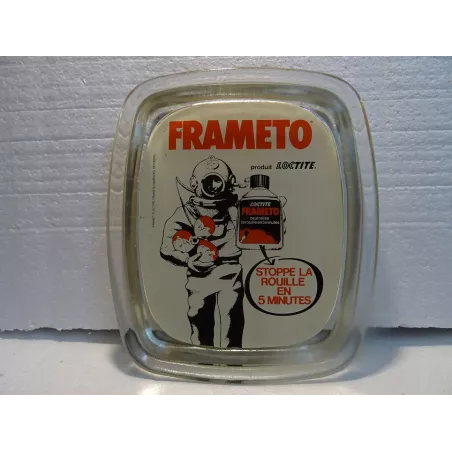 FRAMETO
produit LOCTITE.
LOCTITE
FRAMETO
STOPPE LA
ROUILLE
EN
5 MINUTES